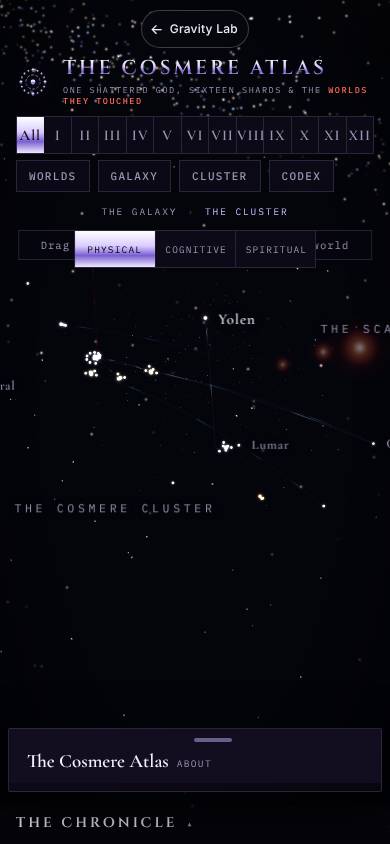 ← Gravity Lab
THE COSMERE ATLAS
ONE SHATTERED GOD, SIXTEEN SHARDS & THE WORLDS
THEY TOUCHED
All I II III IV V VI VII VIII IX X XI XII
WORLDS GALAXY CLUSTER CODEX
THE GALAXY · THE CLUSTER
Drag PHYSICAL COGNITIVE SPIRITUAL world
Yolen
THE SCA
ral
Lumar
THE COSMERE CLUSTER
The Cosmere Atlas ABOUT
THE CHRONICLE